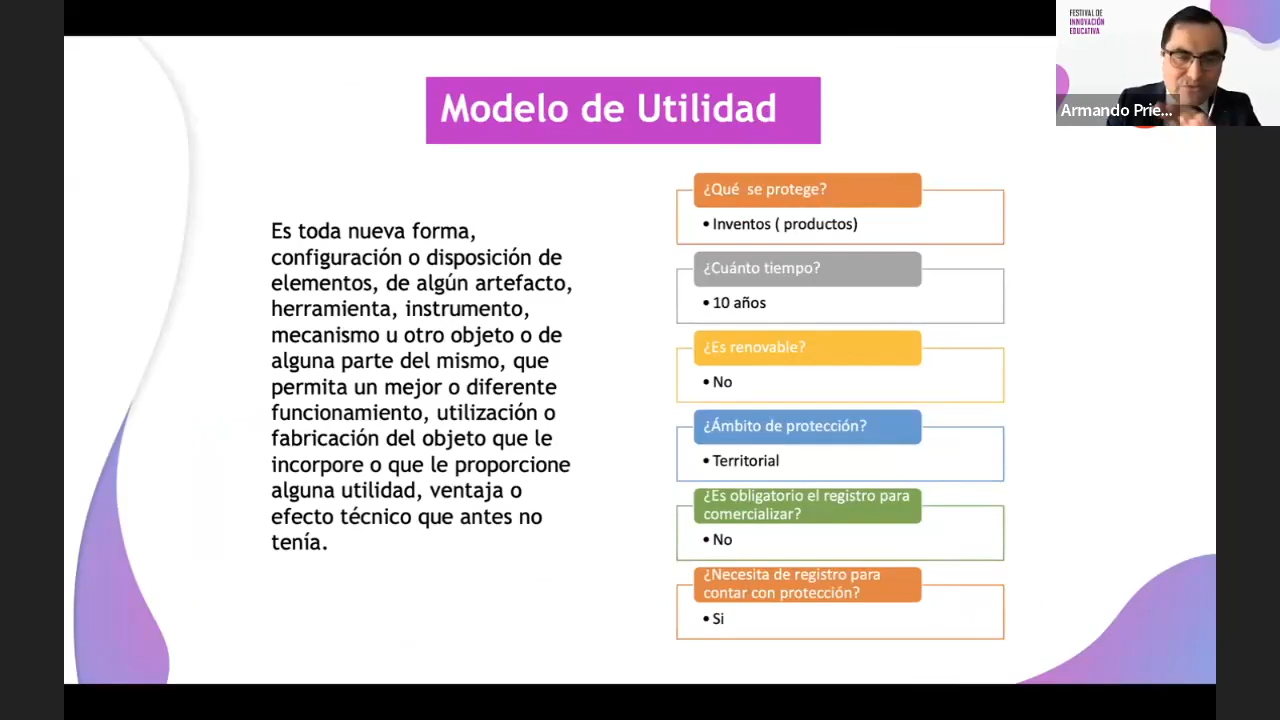 FESTIVAL DE
INNOVACIÓN
EDUCATIVA
Armando Prie...
Modelo de Utilidad
Es toda nueva forma,
configuración o disposición de
elementos, de algún artefacto,
herramienta, instrumento,
mecanismo u otro objeto o de
alguna parte del mismo, que
permita un mejor o diferente
funcionamiento, utilización o
fabricación del objeto que le
incorpore o que le proporcione
alguna utilidad, ventaja o
efecto técnico que antes no
tenía.
¿Qué  se protege?
• Inventos ( productos)
¿Cuánto tiempo?
• 10 años
¿Es renovable?
• No
¿Ámbito de protección?
• Territorial
¿Es obligatorio el registro para
comercializar?
• No
¿Necesita de registro para
contar con protección?
• Si